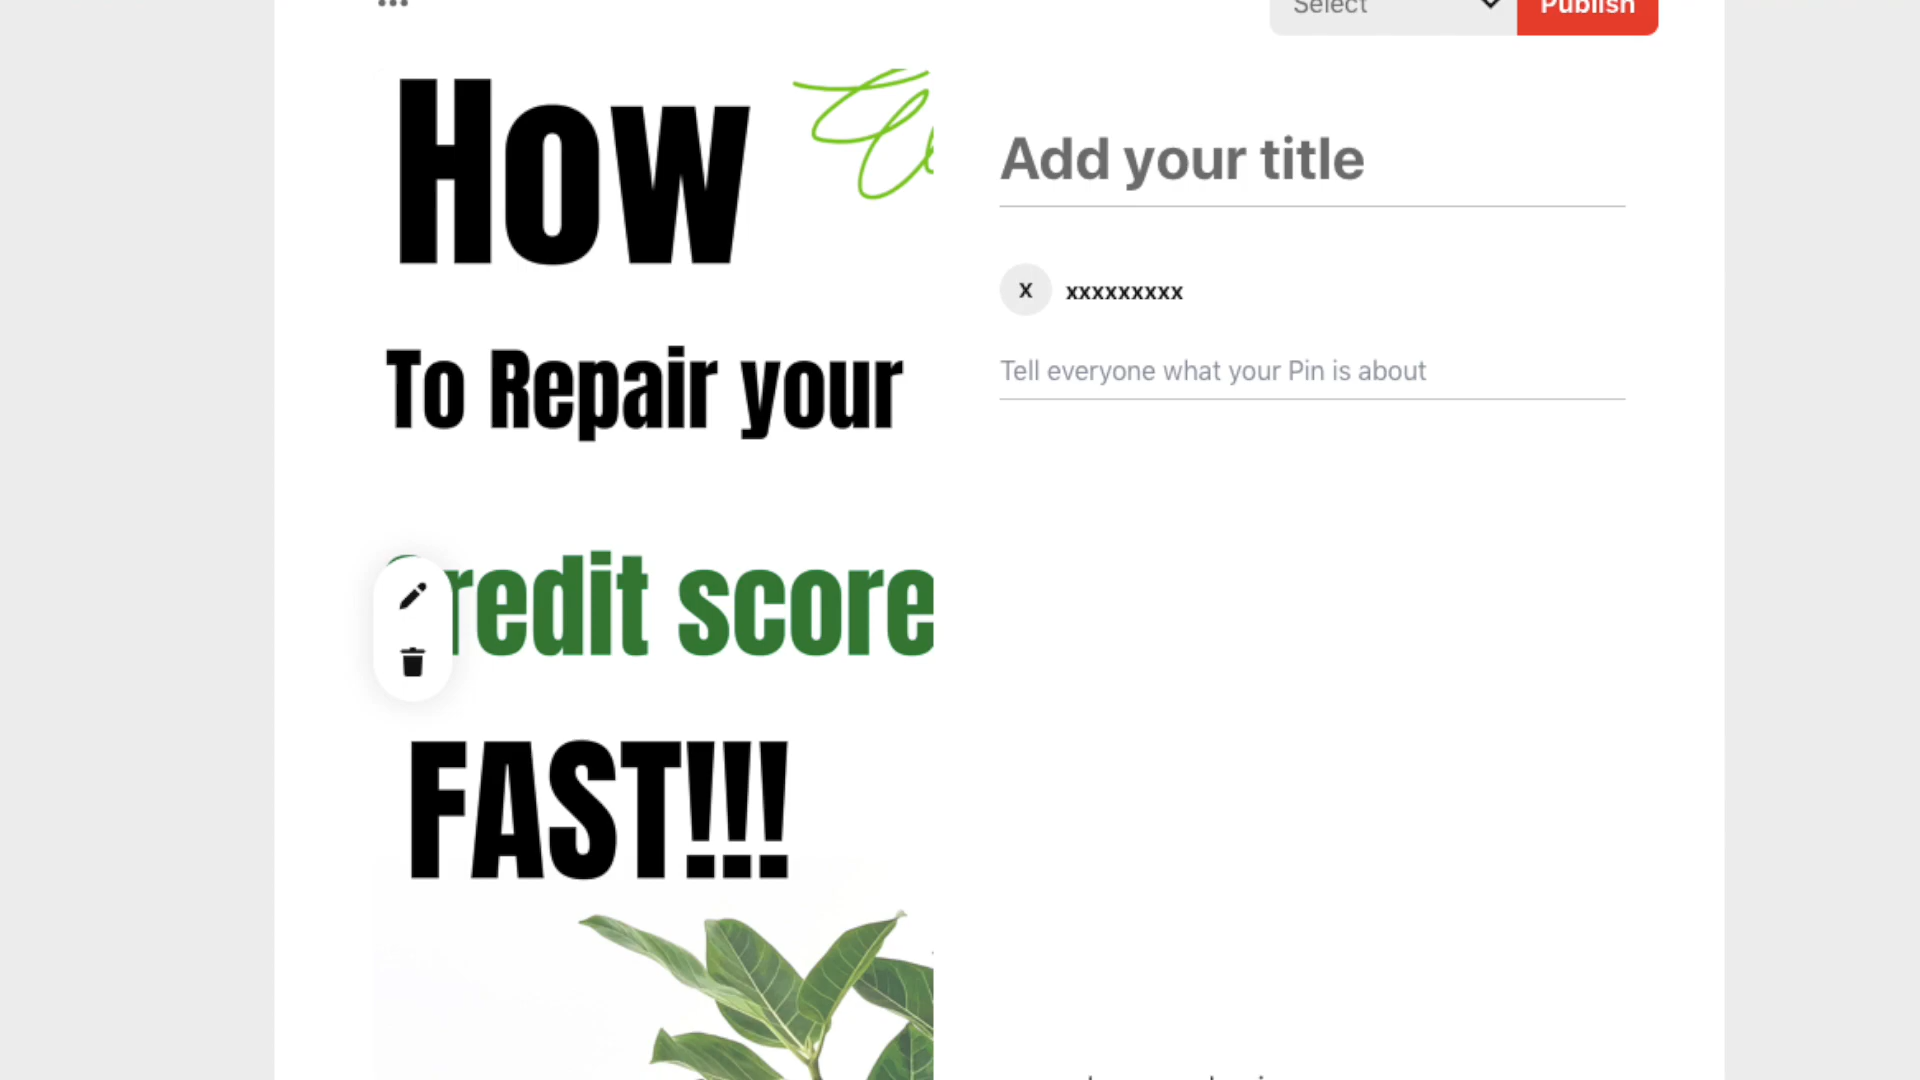 Select
Publish
How
To Repair your
redit score
FAST!!!
Add your title
x
xxxxxxxxx
Tell everyone what your Pin is about